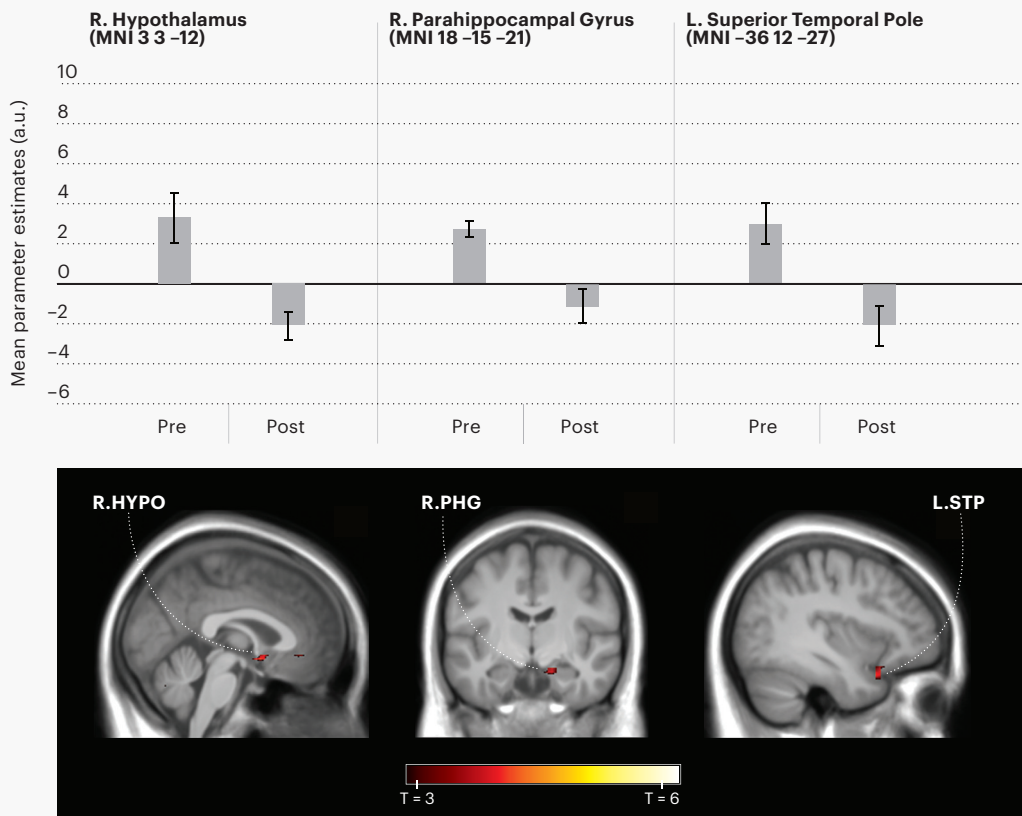 R. Hypothalamus
(MNI 3 3 –12)
R. Parahippocampal Gyrus
(MNI 18 –15 –21)
L. Superior Temporal Pole
(MNI –36 12 –27)
Mean parameter estimates (a.u.)
10
8
6
4
2
0
–2
–4
–6
Pre
Post
Pre
Post
Pre
Post
R.HYPO
R.PHG
L.STP
T = 3
T = 6